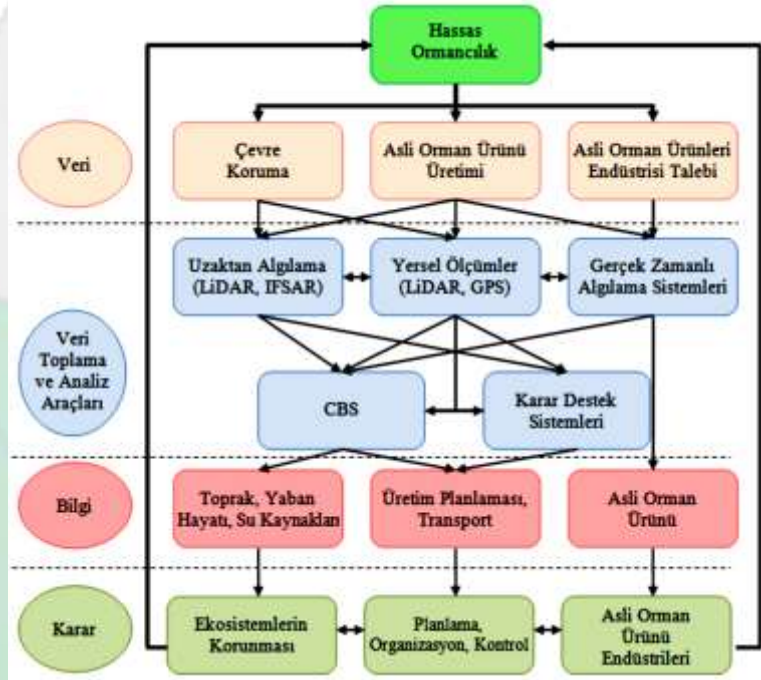 Hassas
Ormancılık
Veri
Çevre
Koruma
Asli Orman Ürünü
Üretimi
Asli Orman Ürünleri
Endüstrisi Talebi
Veri
Toplama
ve Analiz
Araçları
Uzaktan Algılama
(LiDAR, IFSAR)
Yersel Ölçümler
(LiDAR, GPS)
Gerçek Zamanlı
Algılama Sistemleri
CBS
Karar Destek
Sistemleri
Bilgi
Toprak, Yaban
Hayatı, Su Kaynakları
Üretim Planlaması,
Transport
Asli Orman
Ürünü
Karar
Ekosistemlerin
Korunması
Planlama,
Organizasyon, Kontrol
Asli Orman
Ürünü
Endüstrileri